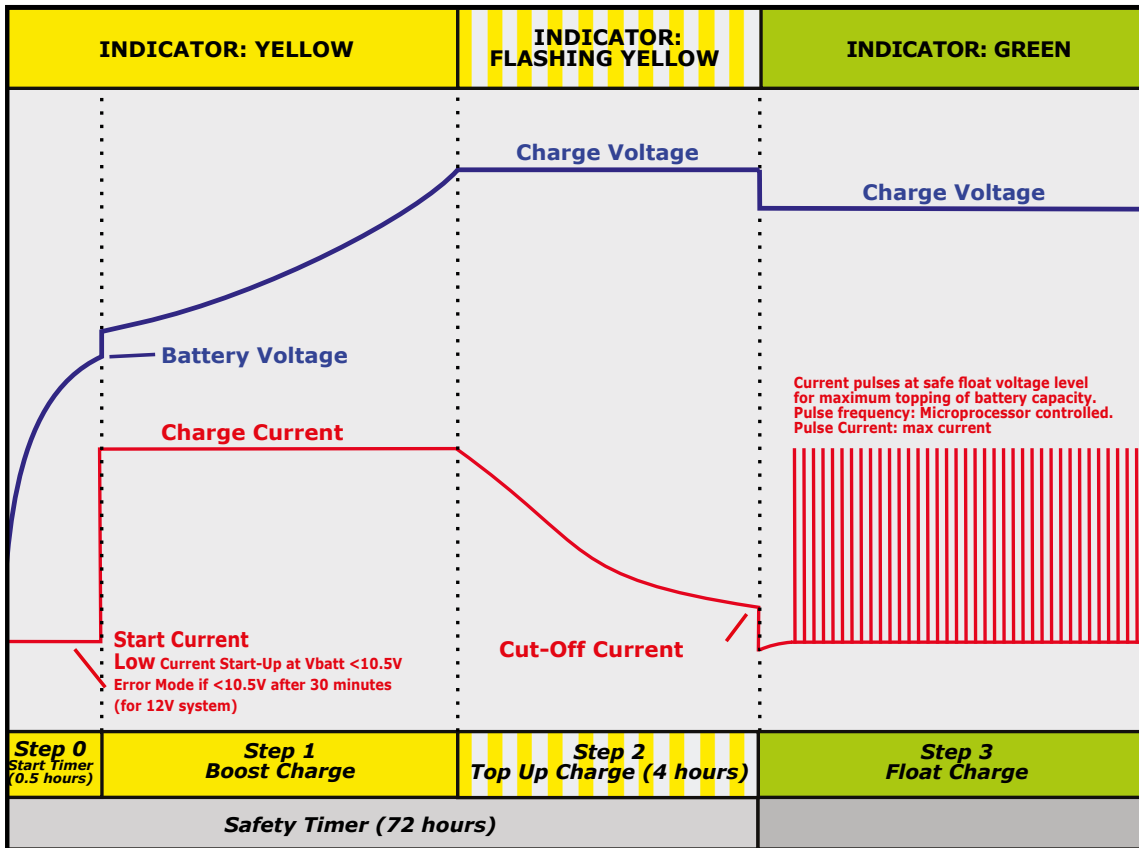 INDICATOR: YELLOW
INDICATOR:
FLASHING YELLOW
INDICATOR: GREEN
Charge Voltage
Charge Voltage
Battery Voltage
Current pulses at safe float voltage level
for maximum topping of battery capacity.
Pulse frequency: Microprocessor controlled.
Pulse Current: max current
Charge Current
Start Current
Low Current Start-Up at Vbatt <10.5V
Error Mode if <10.5V after 30 minutes
(for 12V system)
Cut-Off Current
Step 0
Start Timer
(0.5 hours)
Step 1
Boost Charge
Step 2
Top Up Charge (4 hours)
Step 3
Float Charge
Safety Timer (72 hours)